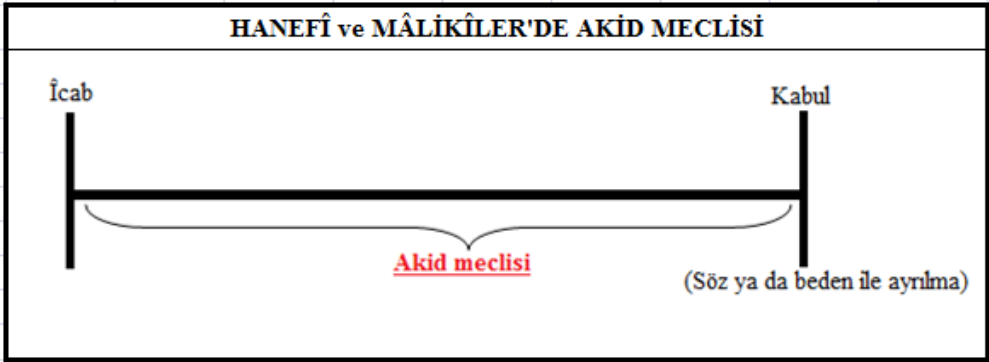 HANEFÎ ve MÂLİKÎLER'DE AKİD MECLİSİ
Îcab
Kabul
Akid meclisi
(Söz ya da beden ile ayrılma)